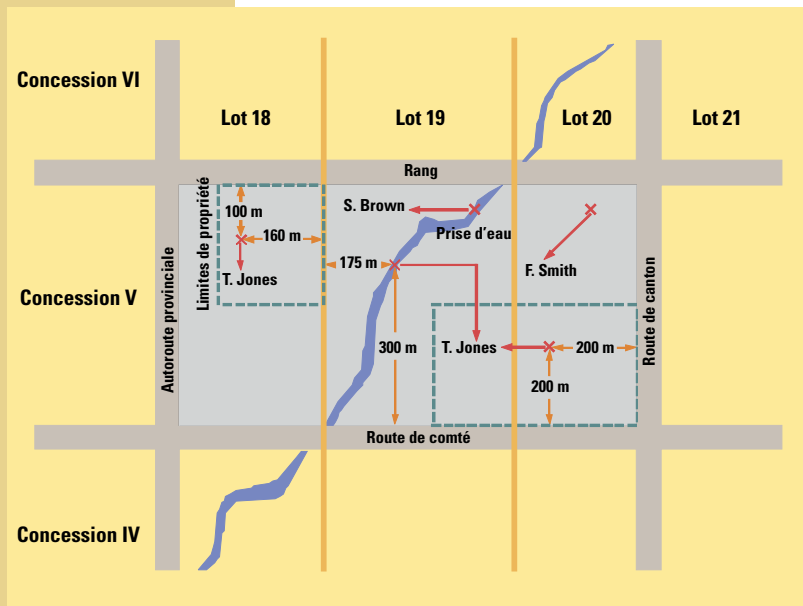 Concession VI
Lot 18
Lot 19
Lot 20
Lot 21
Rang
Limites de propriété
100 m
160 m
T. Jones
S. Brown
Prise d'eau
175 m
F. Smith
Concession V
Autoroute provinciale
Route de canton
300 m
T. Jones
200 m
200 m
Route de comté
Concession IV